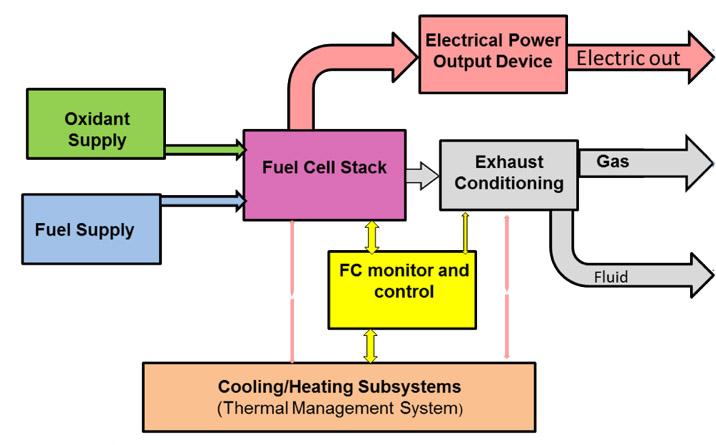 Electrical Power
Output Device
Electric out
Oxidant
Supply
Fuel Cell Stack
Exhaust
Conditioning
Gas
Fuel Supply
FC monitor and
control
Fluid
Cooling/Heating Subsystems
(Thermal Management System)